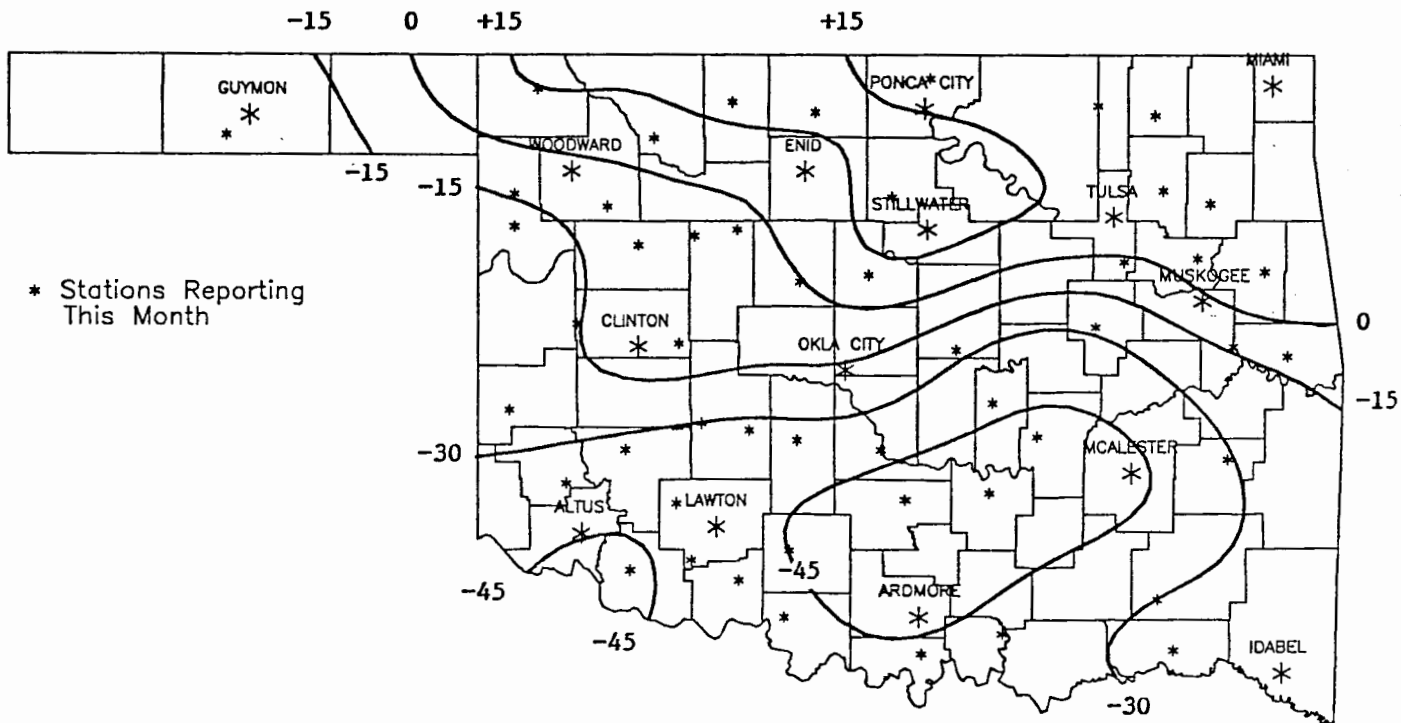 -15 0 +15 +15
MIAMI
PONCA CITY
GUYMON
WOODWARD ENID
-15 -15
TULSA
STILLWATER
MUSKOGEE
* Stations Reporting
This Month
CLINTON
0
OKLA CITY
-15
-30
MCALESTER
ALTUS LAWTON
-45
-45
ARDMORE
-45
IDABEL
-30